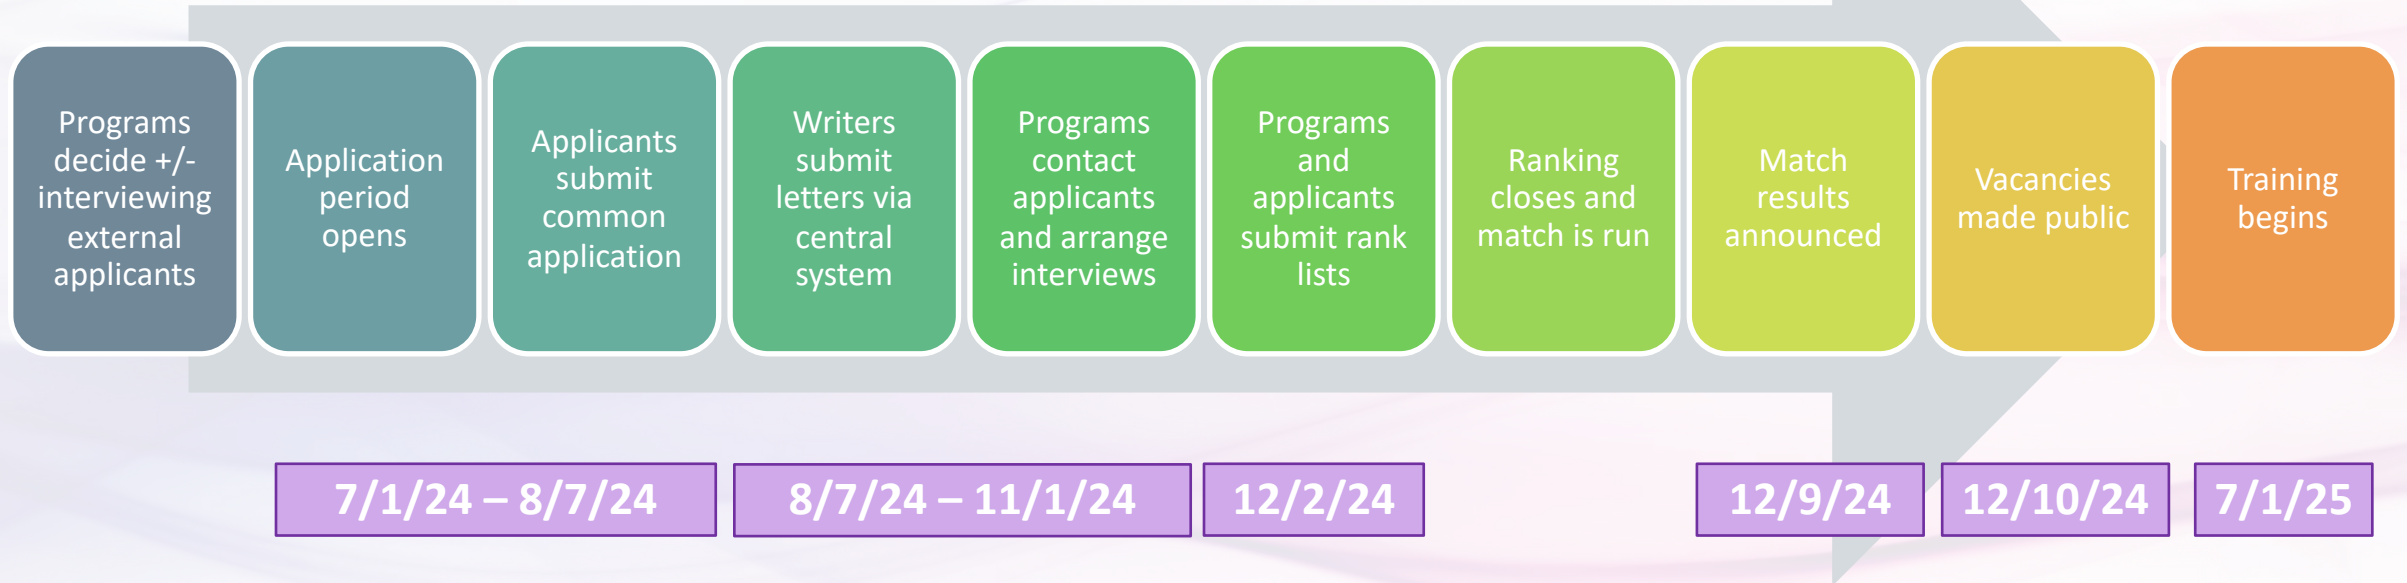 Programs
decide +/-
interviewing
external
applicants
Application
period
opens
Applicants
submit
common
application
Writers
submit
letters via
central
system
Programs
contact
applicants
and arrange
interviews
Programs
and
applicants
submit rank
lists
Ranking
closes and
match is run
Match
results
announced
Vacancies
made public
Training
begins
7/1/24 – 8/7/24
8/7/24 – 11/1/24
12/2/24
12/9/24
12/10/24
7/1/25